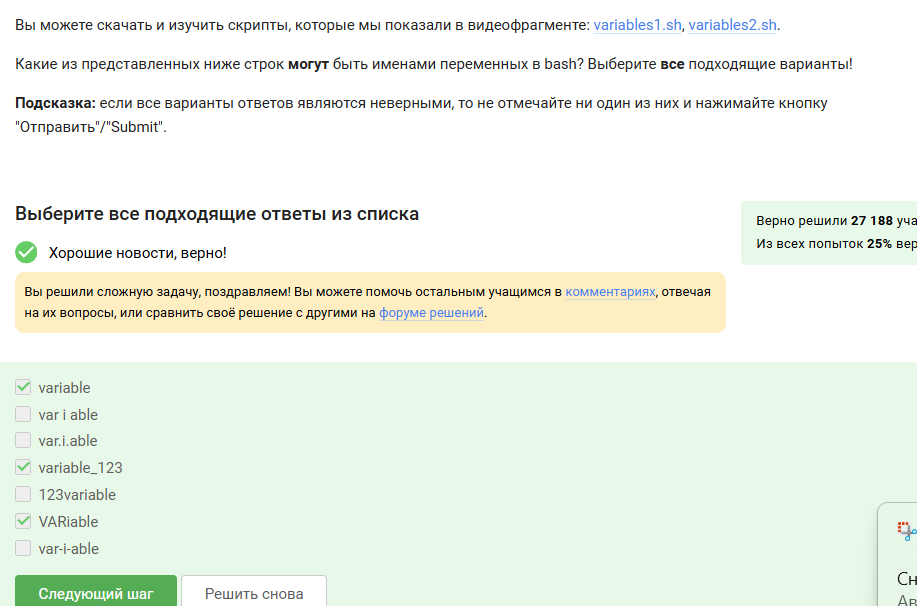 Вы можете скачать и изучить скрипты, которые мы показали в видеофрагменте: variables1.sh, variables2.sh.
Какие из представленных ниже строк могут быть именами переменных в bash? Выберите все подходящие варианты!
Подсказка: если все варианты ответов являются неверными, то не отмечайте ни один из них и нажимайте кнопку
"Отправить"/"Submit".
Выберите все подходящие ответы из списка
Верно решили 27 188 уча
Из всех попыток 25% вер
Хорошие новости, верно!
Вы решили сложную задачу, поздравляем! Вы можете помочь остальным учащимся в комментариях, отвечая
на их вопросы, или сравнить своё решение с другими на форуме решений.
variable
var i able
var.i.able
variable_123
123variable
VARiable
var-i-able
Следующий шаг
Решить снова
Сн
Ав